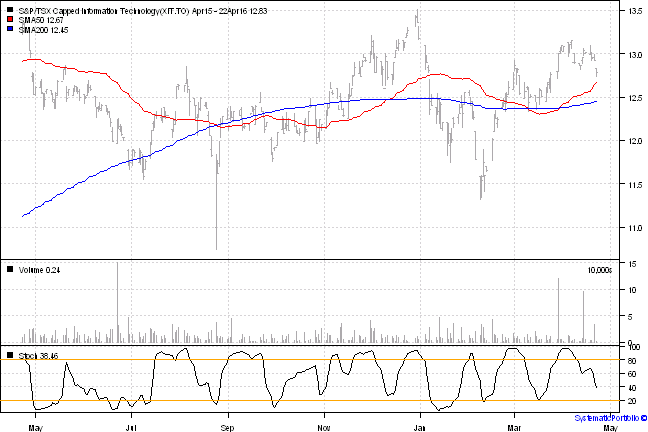 S&P/TSX Capped Information Technology(XIT.TO) Apr15 - 22Apr16 12.83
SMA50 12.67
SMA200 12.45
13.5
13.0
12.5
12.0
11.5
11.0
Volume 0.24
10,000s
15
10
5
0
Stoch 38.46
100
80
60
40
20
May
Jul
Sep
Nov
Jan
Mar
May
SystematicPortfolio ©